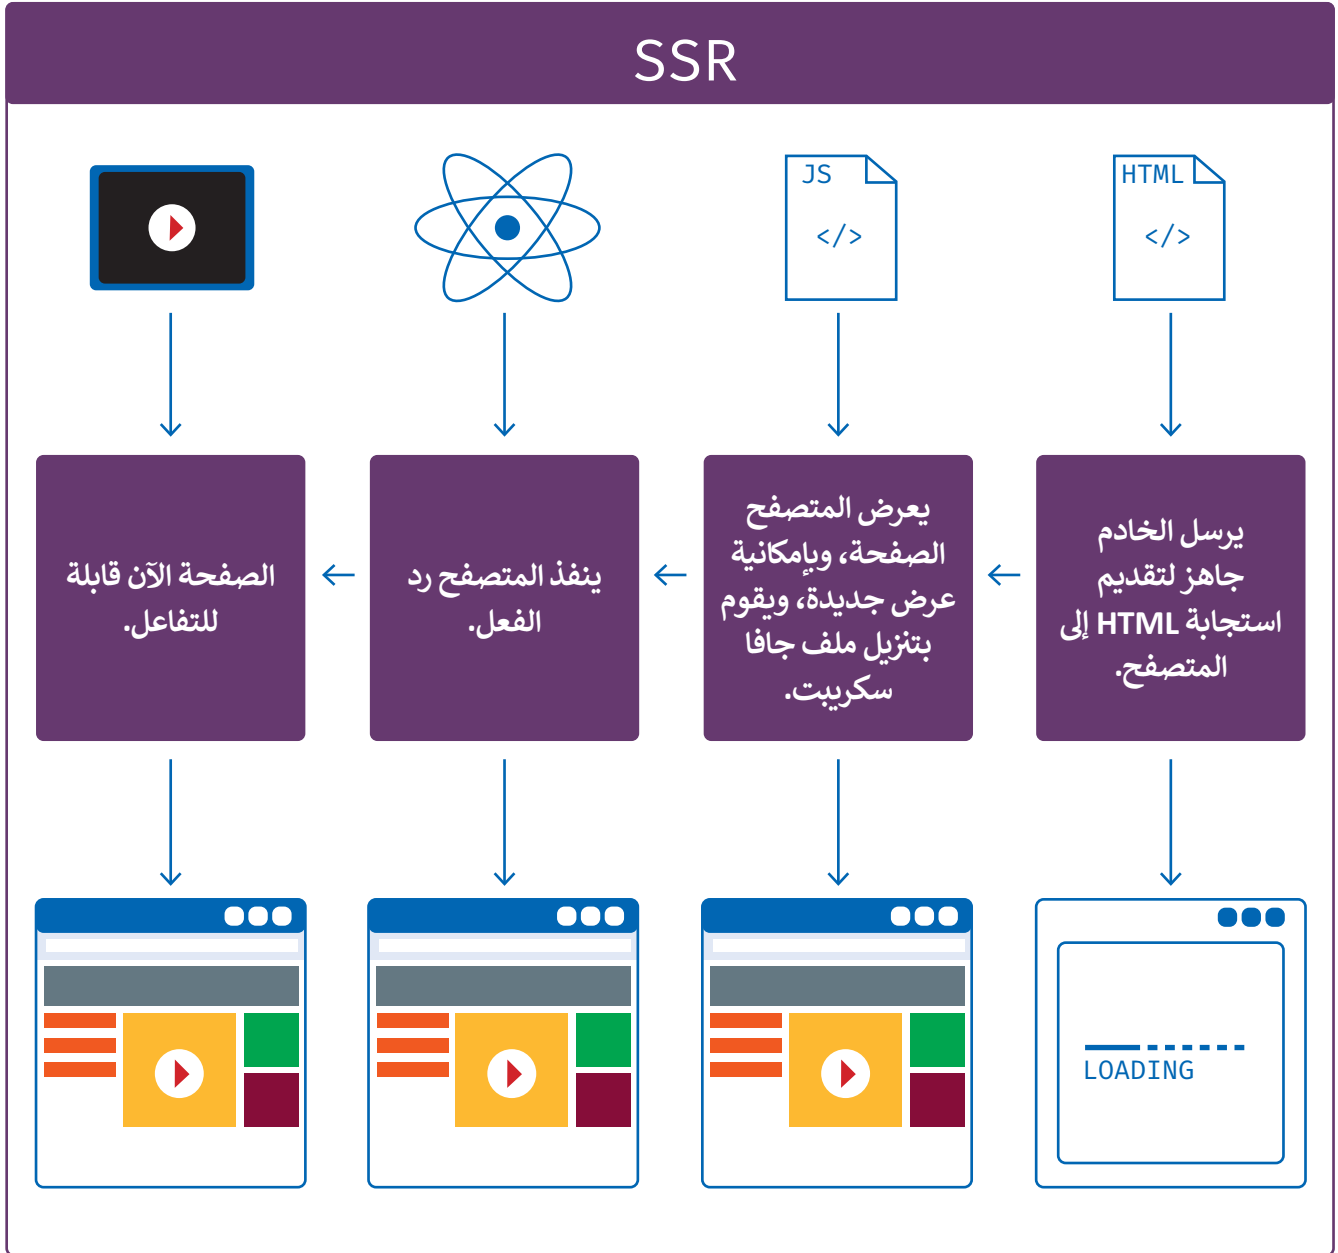 SSR
HTML
</>
JS
</>
يرسل الخادم
جاهز لتقديم
استجابة HTML إلى
المتصفح.
يعرض المتصفح
الصفحة، وبإمكانية
عرض جديدة، ويقوم
بتنزيل ملف جافا
سكريبت.
ينفذ المتصفح رد
الفعل.
الصفحة الآن قابلة
للتفاعل.
LOADING